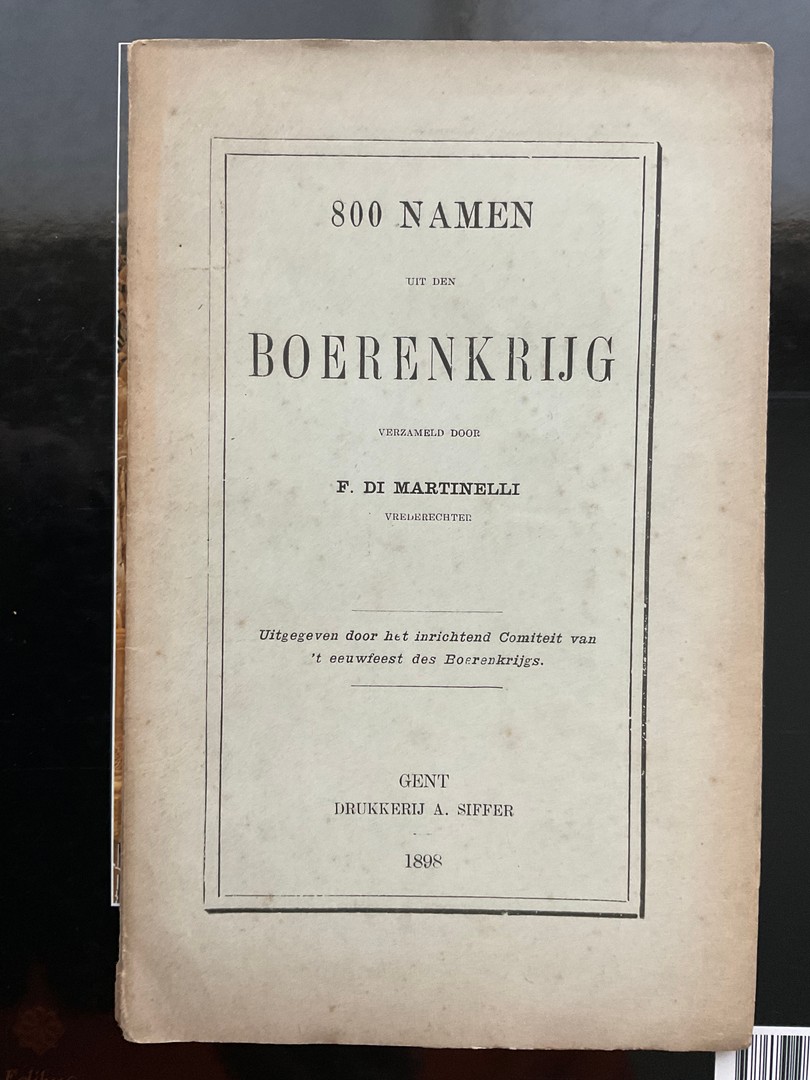 800 NAMEN
UIT DEN
BOERENKRIJG
VERZAMELD DOOR
F. DI MARTINELLI
VREDERECHTER
Uitgegeven door het inrichtend Comiteit van
't eeuwfeest des Boerenkrijgs.
GENT
DRUKKERIJ A. SIFFER
1898